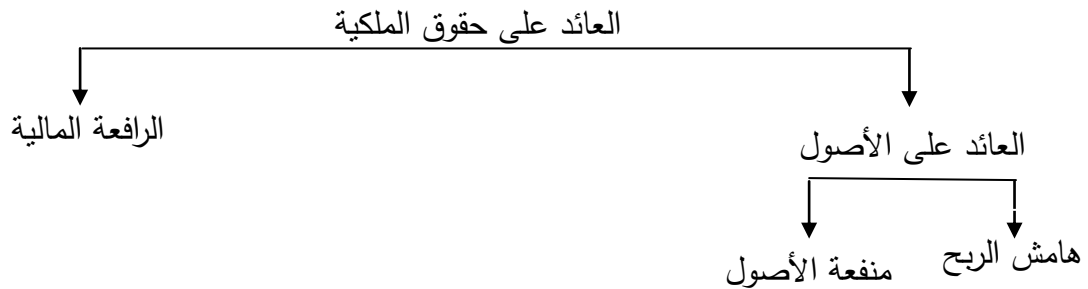 العائد على حقوق الملكية
العائد على الأصول
الرافعة المالية
هامش الربح
منفعة الأصول